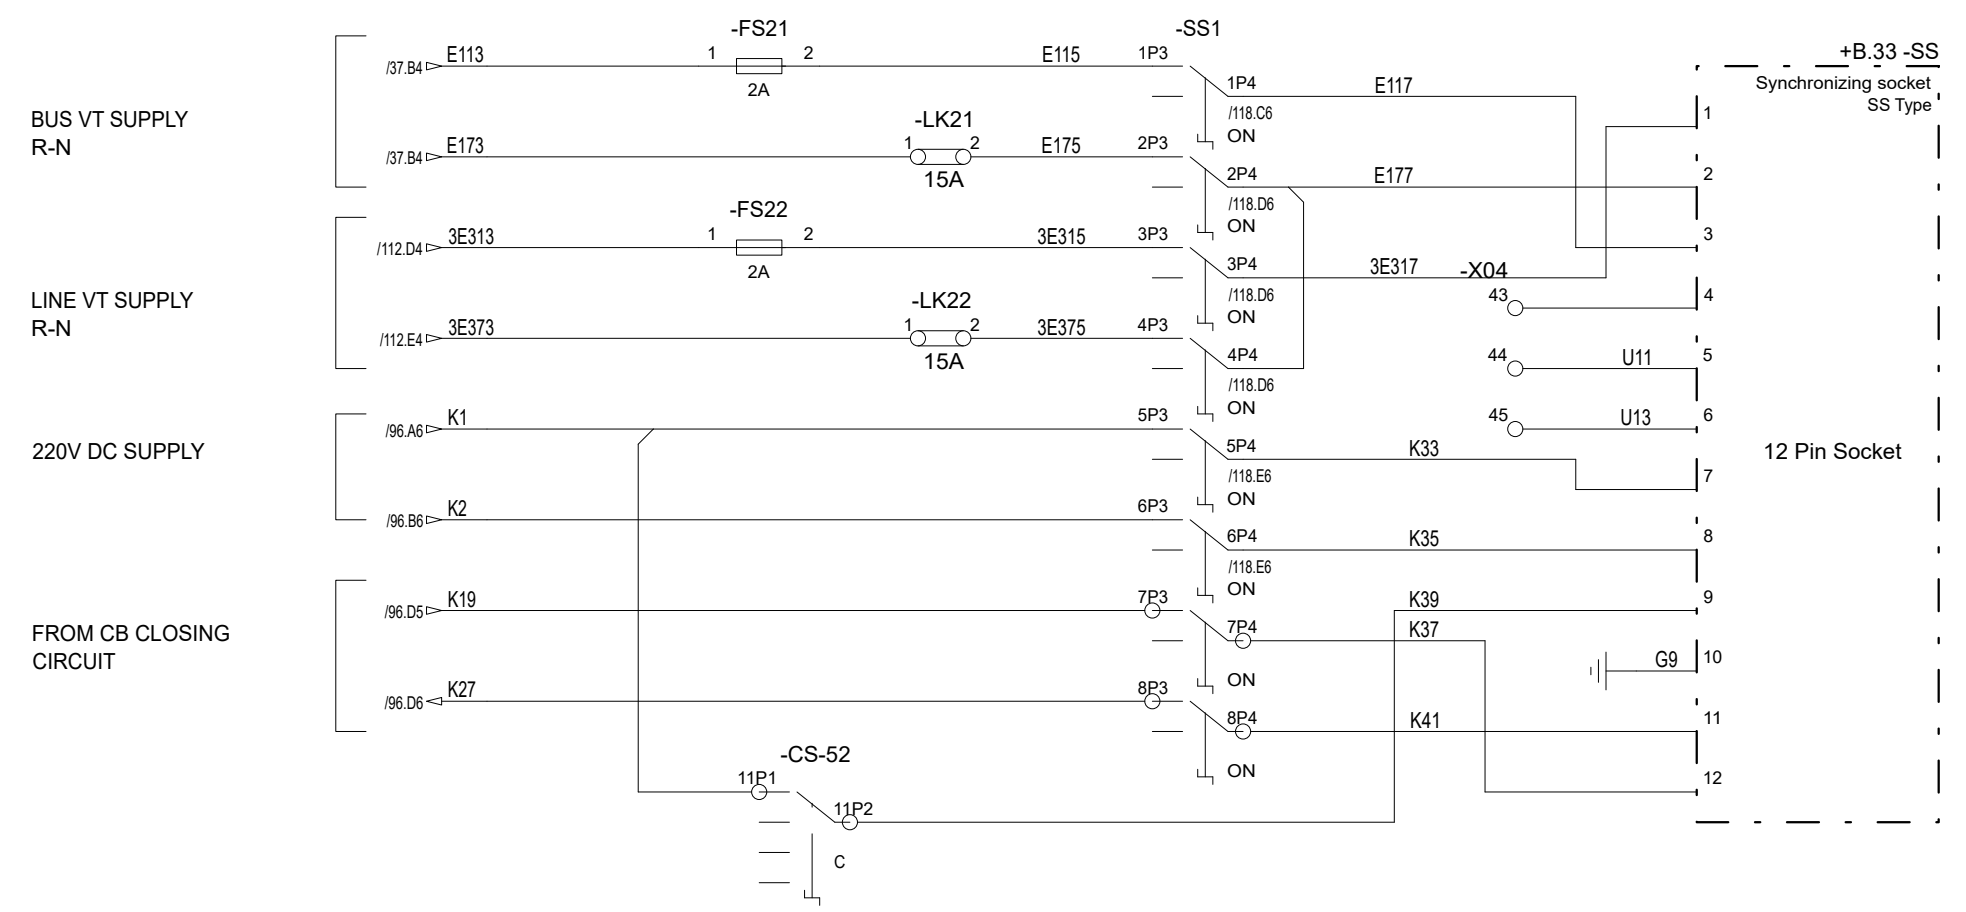 -FS21
-SS1
+B.33 -SS
/37.B4 E113 1 2 E115 1P3
Synchronizing socket
SS Type
2A
1P4 E117
/118.C6
ON
1
BUS VT SUPPLY
R-N
-LK21
/37.B4 E173 1 2 E175 2P3
15A
2P4 E177 2
/118.D6
ON
-FS22
/112.D4 3E313 1 2 3E315 3P3
3
2A
3P4 3E317 -X04
/118.D6
ON
LINE VT SUPPLY
R-N
-LK22
43 4
/112.E4 3E373 1 2 3E375 4P3
15A
4P4
/118.D6
ON
44 U11 5
/96.A6 K1 5P3
45 U13 6
220V DC SUPPLY
5P4 K33
/118.E6
ON
7
12 Pin Socket
/96.B6 K2 6P3
6P4 K35 8
/118.E6
ON
/96.D5 K19 7P3
K39 9
FROM CB CLOSING
CIRCUIT
7P4 K37
ON
G9 10
/96.D6 K27 8P3
8P4 K41 11
ON
-CS-52
11P1
12
11P2
C